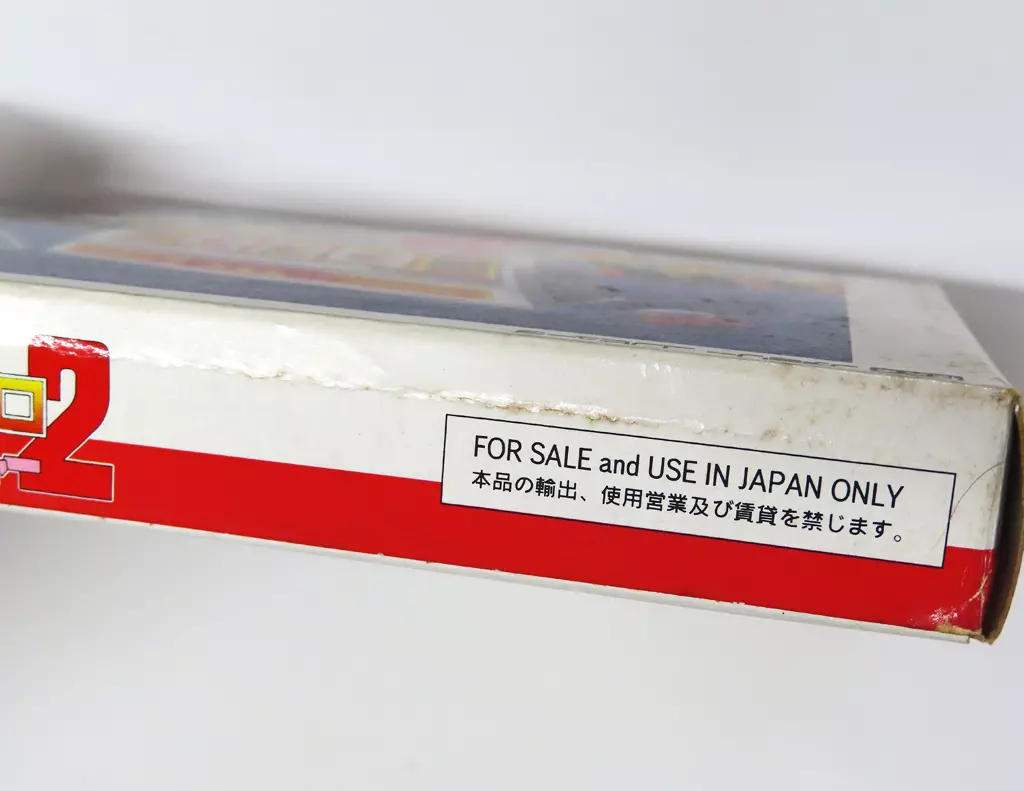 2
FOR SALE and USE IN JAPAN ONLY
本品の輸出、使用営業及び賃貸を禁じます。